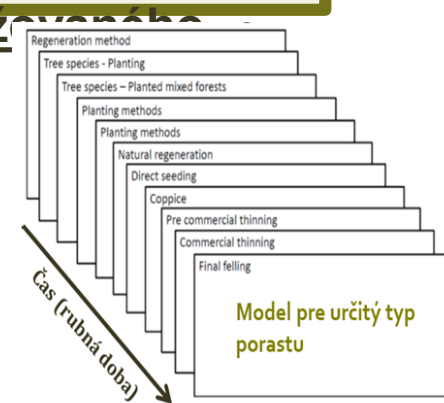 Regeneration method
Tree species - Planting
Tree species – Planted mixed forests
Planting methods
Planting methods
Natural regeneration
Direct seeding
Coppice
Pre commercial thinning
Commercial thinning
Final felling
Model pre určitý typ
porastu
Čas (rubná doba)